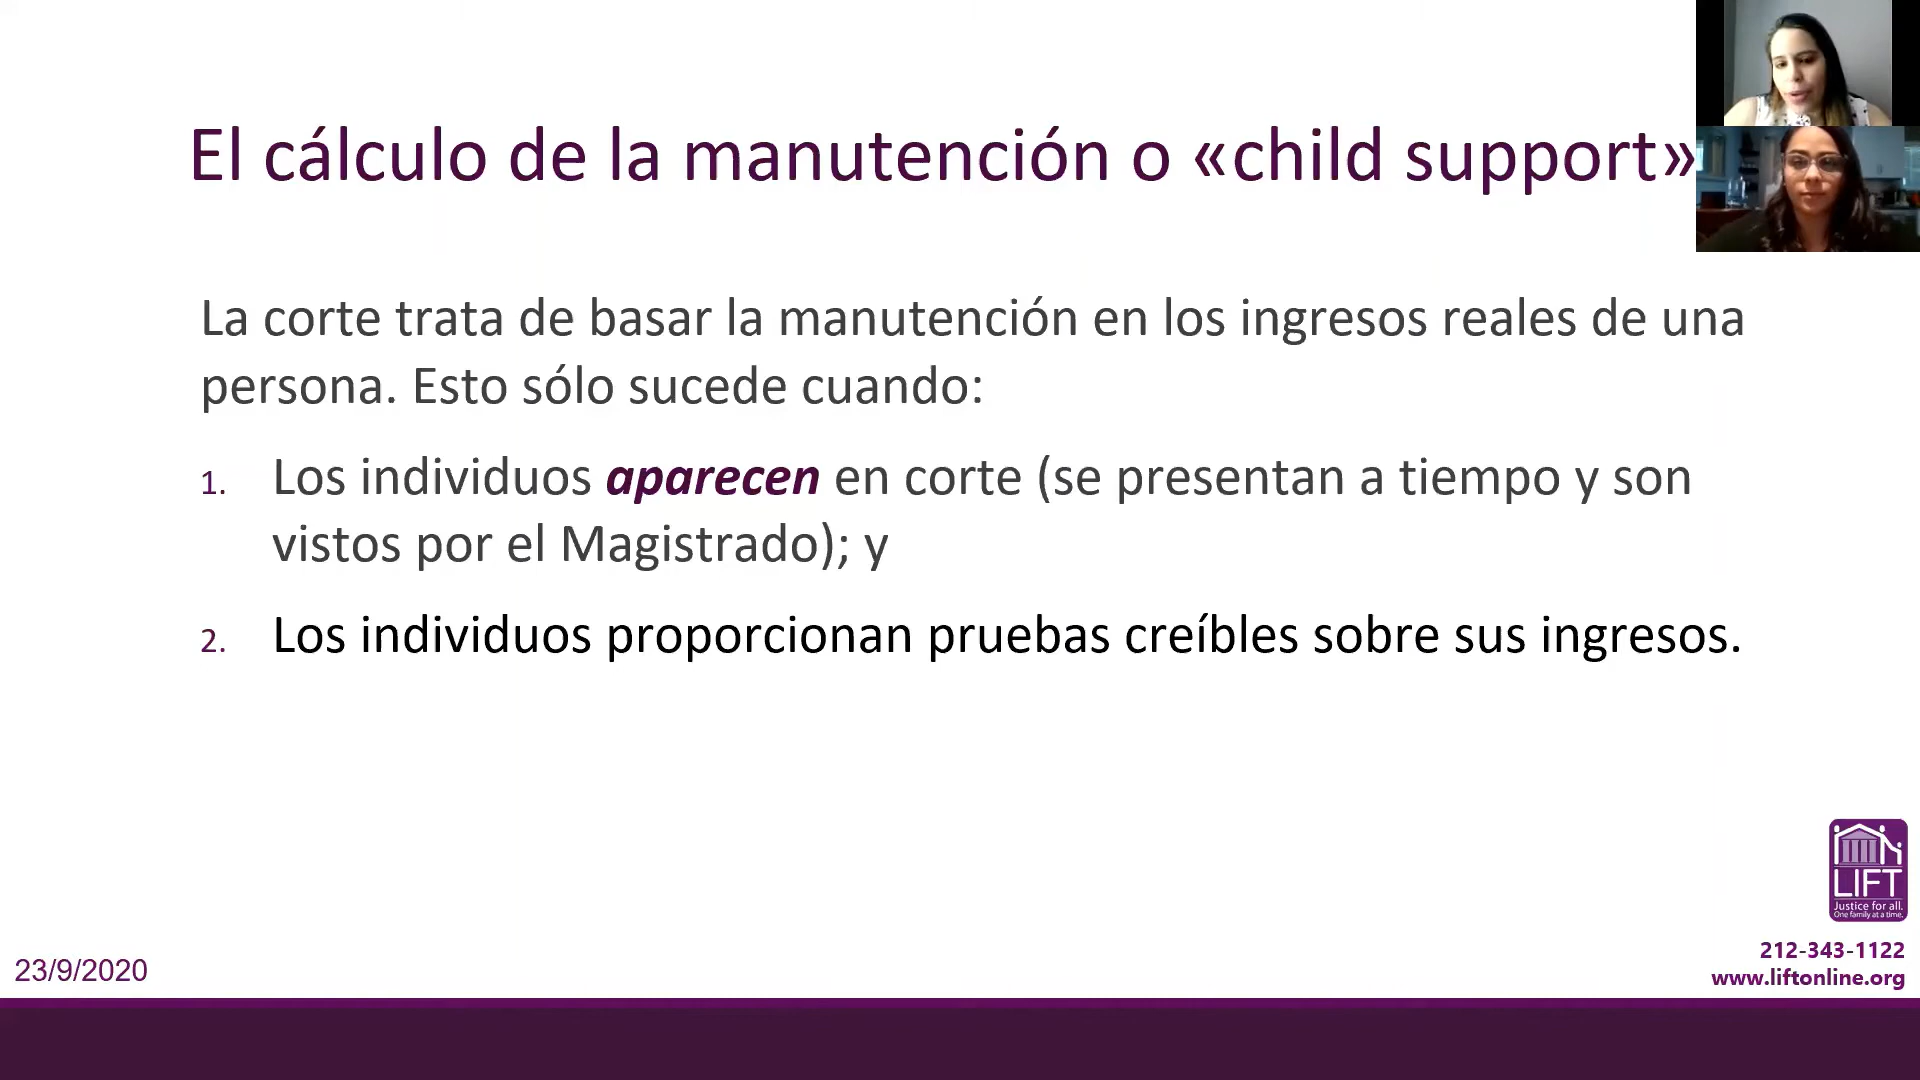 El cálculo de la manutención o «child support»
La corte trata de basar la manutención en los ingresos reales de una
persona. Esto sólo sucede cuando:
1. Los individuos aparecen en corte (se presentan a tiempo y son
vistos por el Magistrado); y
2. Los individuos proporcionan pruebas creíbles sobre sus ingresos.
LIFT
Justice for all.
One family at a time.
212-343-1122
www.liftonline.org
23/9/2020